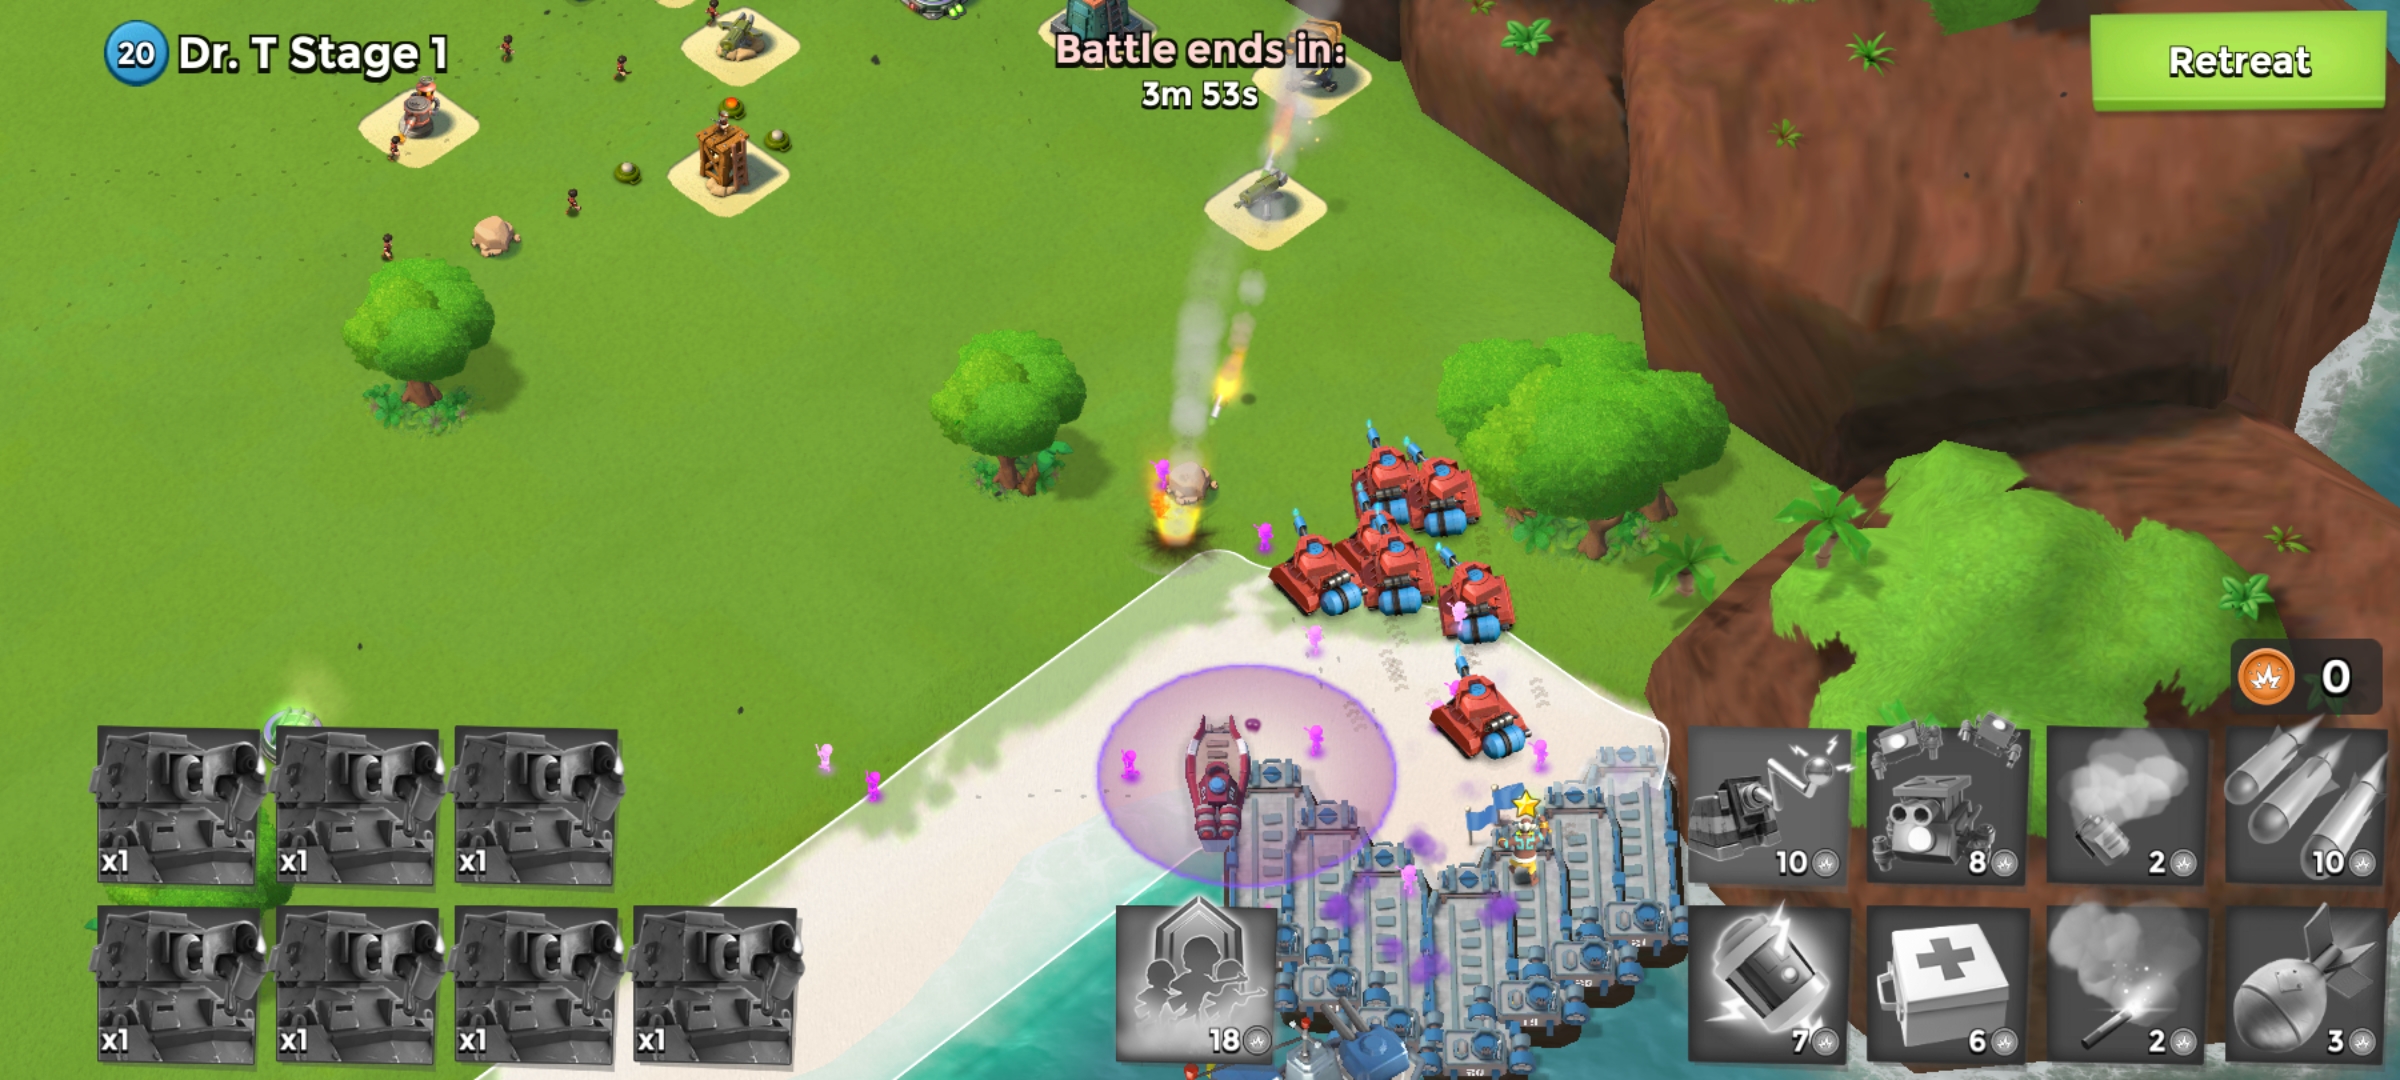 20 Dr. T Stage 1
Battle ends in:
3m 53s
Retreat
0
x1 x1 x1
10 8 2 10
x1 x1 x1 x1
18
7 6 2 3